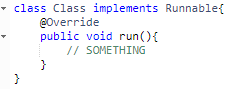 class Class implements Runnable{
    @Override
    public void run(){
        // SOMETHING
    }
}